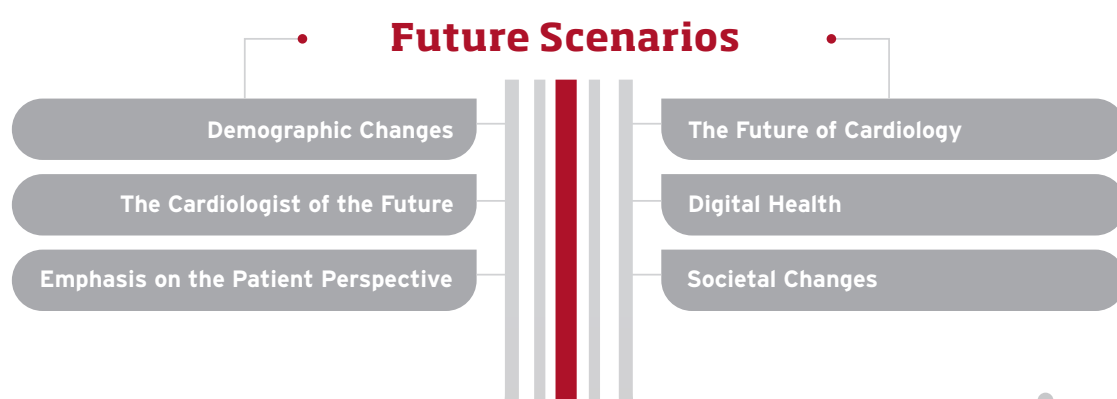 Future Scenarios
Demographic Changes
The Cardiologist of the Future
Emphasis on the Patient Perspective
The Future of Cardiology
Digital Health
Societal Changes